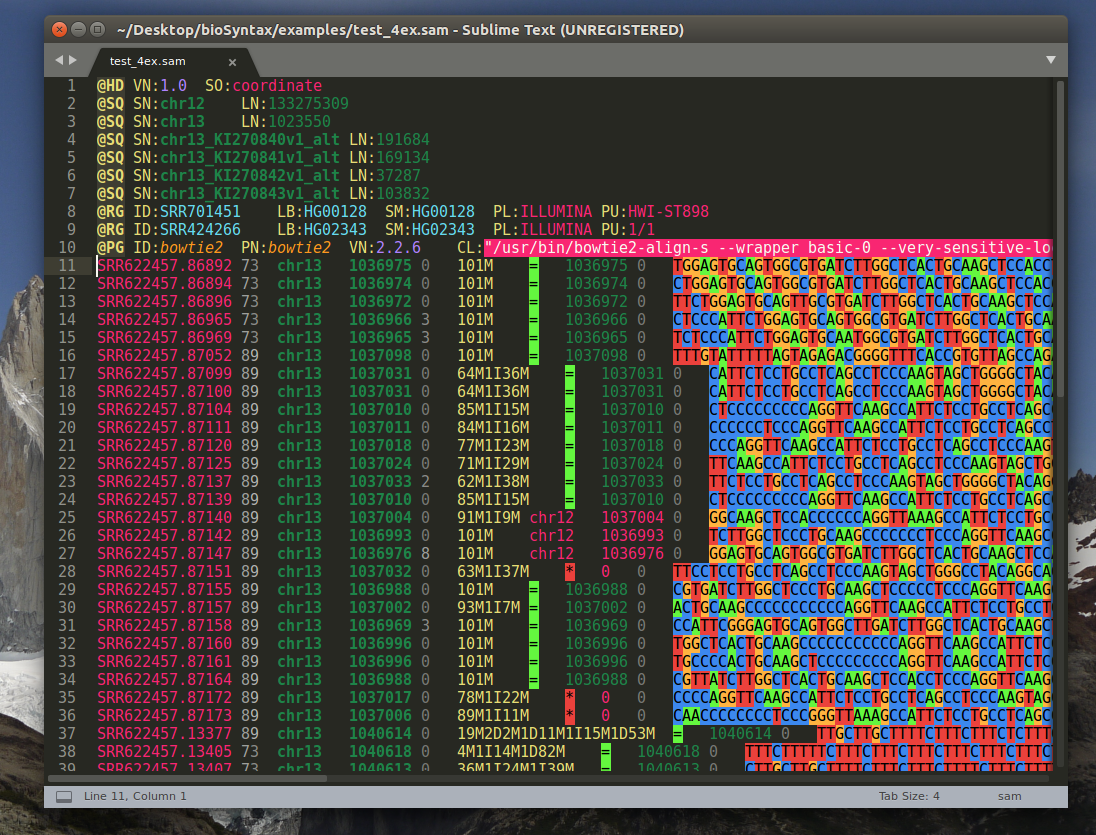 ~/Desktop/bioSyntax/examples/test_4ex.sam - Sublime Text (UNREGISTERED)
test_4ex.sam
1 @HD VN:1.0 SO:coordinate
2 @SQ SN:chr12 LN:133275309
3 @SQ SN:chr13 LN:1023550
4 @SQ SN:chr13_KI270840v1_alt LN:191684
5 @SQ SN:chr13_KI270841v1_alt LN:169134
6 @SQ SN:chr13_KI270842v1_alt LN:37287
7 @SQ SN:chr13_KI270843v1_alt LN:103832
8 @RG ID:SRR701451 LB:HG00128 SM:HG00128 PL:ILLUMINA PU:HWI-ST898
9 @RG ID:SRR424266 LB:HG02343 SM:HG02343 PL:ILLUMINA PU:1/1
10 @PG ID:bowtie2 PN:bowtie2 VN:2.2.6 CL:"/usr/bin/bowtie2-align-s --wrapper basic-0 --very-sensitive-lo
11 SRR622457.86892 73 chr13 1036975 0 101M = 1036975 0 TGGAGTGCAGTGGCGTGATCTTGGCTCACTGCAAGCTCCACCT
12 SRR622457.86894 73 chr13 1036974 0 101M = 1036974 0 CTGGAGTGCAGTGGCGTGATCTTGGCTCACTGCAAGCTCCACC
13 SRR622457.86896 73 chr13 1036972 0 101M = 1036972 0 TTCTGGAGTGCAGTTGCGTGATCTTGGCTCACTGCAAGCTCC
14 SRR622457.86965 73 chr13 1036966 3 101M = 1036966 0 CTCCCATTCTGGAGTGCAGTGGCGTGATCTTGGCTCACTGCA
15 SRR622457.86969 73 chr13 1036965 3 101M = 1036965 0 TCTCCCATTCTGGAGTGCAATGGCGTGATCTTGGCTCACTGC
16 SRR622457.87052 89 chr13 1037098 0 101M = 1037098 0 TTTGTATTTTTAGTAGAGACGGGGTTTCACCGTGTTAGCCAG
17 SRR622457.87099 89 chr13 1037031 0 64M1I36M = 1037031 0 CATTCTCCTGCCTCAGCCTCCCAAGTAGCTGGGGCTAC
18 SRR622457.87100 89 chr13 1037031 0 64M1I36M = 1037031 0 CATTCTCCTGCCTCAGCCTCCCAAGTAGCTGGGGCTAC
19 SRR622457.87104 89 chr13 1037010 0 85M1I15M = 1037010 0 CTCCCCCCCCCAGGTTCAAGCCATTCTCCTGCCTCAGC
20 SRR622457.87111 89 chr13 1037011 0 84M1I16M = 1037011 0 CCCCCCTCCCAGGTTCAAGCCATTCTCCTGCCTCAGCC
21 SRR622457.87120 89 chr13 1037018 0 77M1I23M = 1037018 0 CCCAGGTTCAAGCCATTCTCCTGCCTCAGCCTCCCAAG
22 SRR622457.87125 89 chr13 1037024 0 71M1I29M = 1037024 0 TTCAAGCCATTCTCCTGCCTCAGCCTCCCAAGTAGCTG
23 SRR622457.87137 89 chr13 1037033 2 62M1I38M = 1037033 0 TTCTCCTGCCTCAGCCTCCCAAGTAGCTGGGGCTACAG
24 SRR622457.87139 89 chr13 1037010 0 85M1I15M = 1037010 0 CTCCCCCCCCCAGGTTCAAGCCATTCTCCTGCCTCAGC
25 SRR622457.87140 89 chr13 1037004 0 91M1I9M chr12 1037004 0 GGCAAGCTCCACCCCCCCAGGTTAAAGCCATTCTCCTGC
26 SRR622457.87142 89 chr13 1036993 0 101M chr12 1036993 0 TCTTGGCTCCCTGCAAGCCCCCCCTCCCAGGTTCAAGC
27 SRR622457.87147 89 chr13 1036976 8 101M chr12 1036976 0 GGAGTGCAGTGGCGTGATCTTGGCTCACTGCAAGCTCC
28 SRR622457.87151 89 chr13 1037032 0 63M1I37M * 0 0 TTCCTCCTGCCTCAGCCTCCCAAGTAGCTGGGCCTACAGGCA
29 SRR622457.87155 89 chr13 1036988 0 101M = 1036988 0 CGTGATCTTGGCTCCCTGCAAGCTCCCCCTCCCAGGTTCAAG
30 SRR622457.87157 89 chr13 1037002 0 93M1I7M = 1037002 0 ACTGCAAGCCCCCCCCCCCAGGTTCAAGCCATTCTCCTGCCT
31 SRR622457.87158 89 chr13 1036969 3 101M = 1036969 0 CCATTCGGGAGTGCAGTGGCTTGATCTTGGCTCACTGCAAGCT
32 SRR622457.87160 89 chr13 1036996 0 101M = 1036996 0 TGGCTCACTGCAAGCCCCCCCCCCCAGGTTCAAGCCATTCTCC
33 SRR622457.87161 89 chr13 1036996 0 101M = 1036996 0 TGCCCCACTGCAAGCTCCCCCCCCCCAGGTTCAAGCCATTCTC
34 SRR622457.87164 89 chr13 1036988 0 101M = 1036988 0 CGTTATCTTGGCTCACTGCAAGCTCCACCTCCCAGGTTCAAG
35 SRR622457.87172 89 chr13 1037017 0 78M1I22M * 0 0 CCCCAGGTTCAAGCCATTCTCCTGCCTCAGCCTCCCAAGTAG
36 SRR622457.87173 89 chr13 1037006 0 89M1I11M * 0 0 CAACCCCCCCCTCCCGGGTTAAAGCCATTCTCCTGCCTCAGC
37 SRR622457.13377 89 chr13 1040614 0 19M2D2M1D11M1I15M1D53M = 1040614 0 TTGCTTGCTTTTCTTTCTTTCTCTTT
38 SRR622457.13405 73 chr13 1040618 0 4M1I14M1D82M = 1040618 0
39 SRR622457.13407 73 chr13 1040613 0 36M1I24M1I39M = 1040613 0
Line 11, Column 1
Tab Size: 4
sam